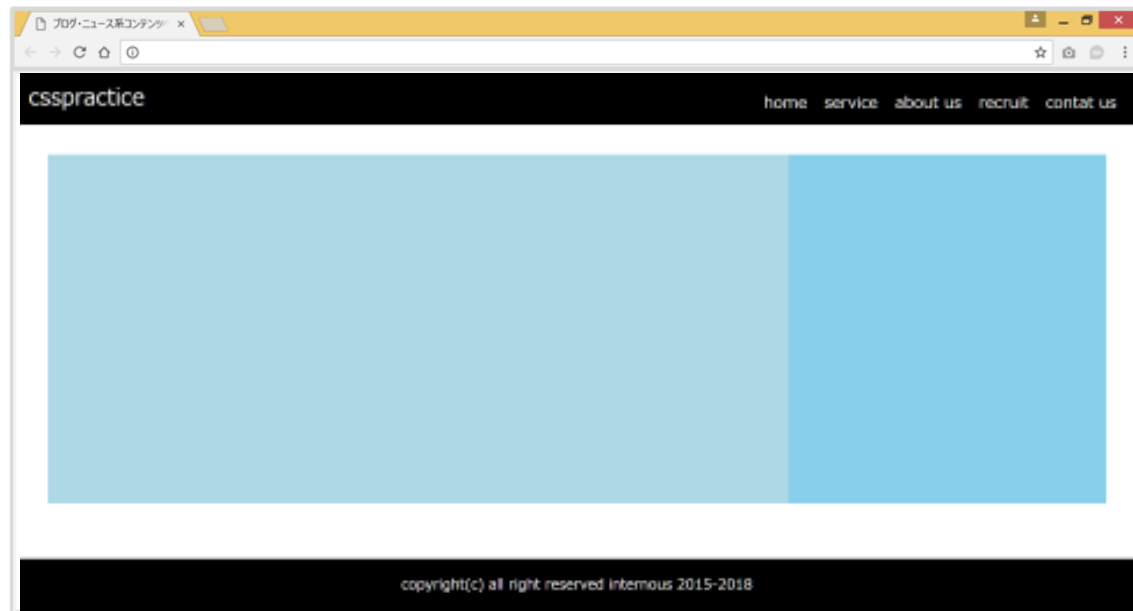 ブログ・ニュース系コンテンツ
csspractice
home service about us recruit contat us
copyright(c) all right reserved internous 2015-2018